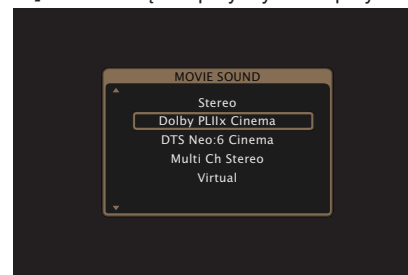 MOVIE SOUND
Stereo
Dolby PLIIx Cinema
DTS Neo:6 Cinema
Multi Ch Stereo
Virtual